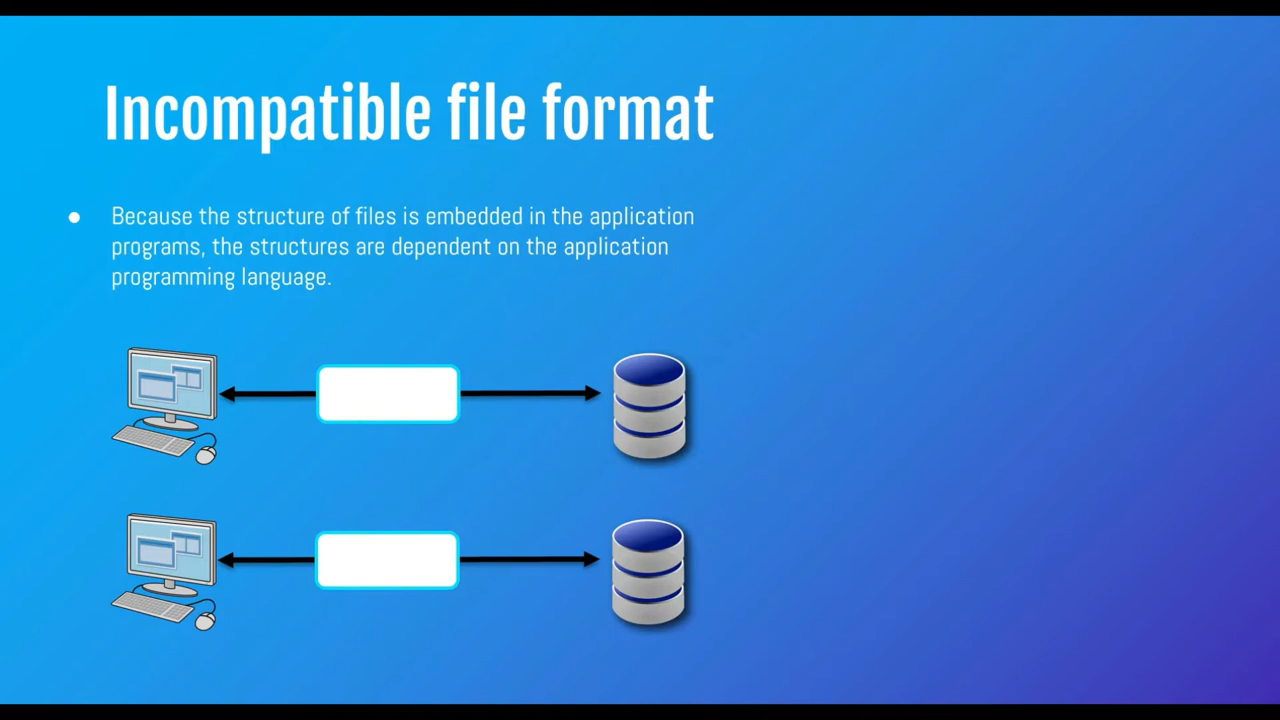 Incompatible file format
● Because the structure of files is embedded in the application
programs, the structures are dependent on the application
programming language.